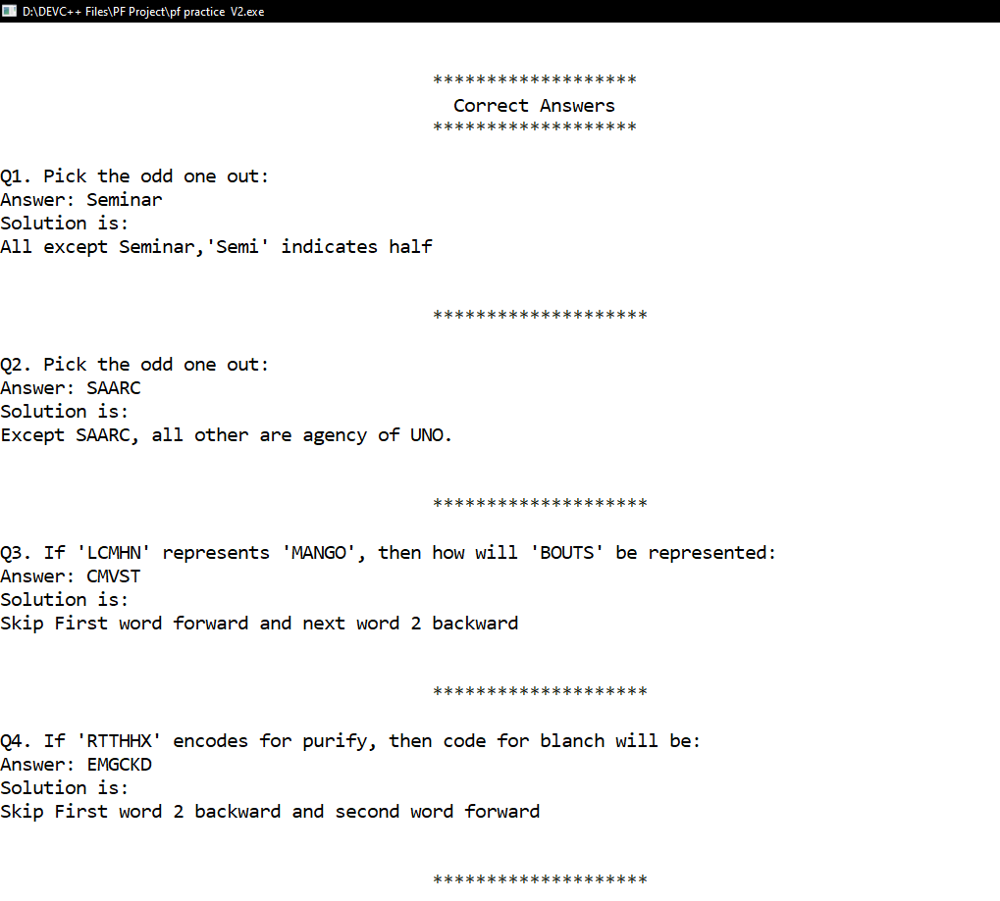 D:\DEVC++ Files\PF Project\pf practice V2.exe
*******************
Correct Answers
*******************
Q1. Pick the odd one out:
Answer: Seminar
Solution is:
All except Seminar,'Semi' indicates half
********************
Q2. Pick the odd one out:
Answer: SAARC
Solution is:
Except SAARC, all other are agency of UNO.
********************
Q3. If 'LCMHN' represents 'MANGO', then how will 'BOUTS' be represented:
Answer: CMVST
Solution is:
Skip First word forward and next word 2 backward
********************
Q4. If 'RTTHHX' encodes for purify, then code for blanch will be:
Answer: EMGCKD
Solution is:
Skip First word 2 backward and second word forward
********************